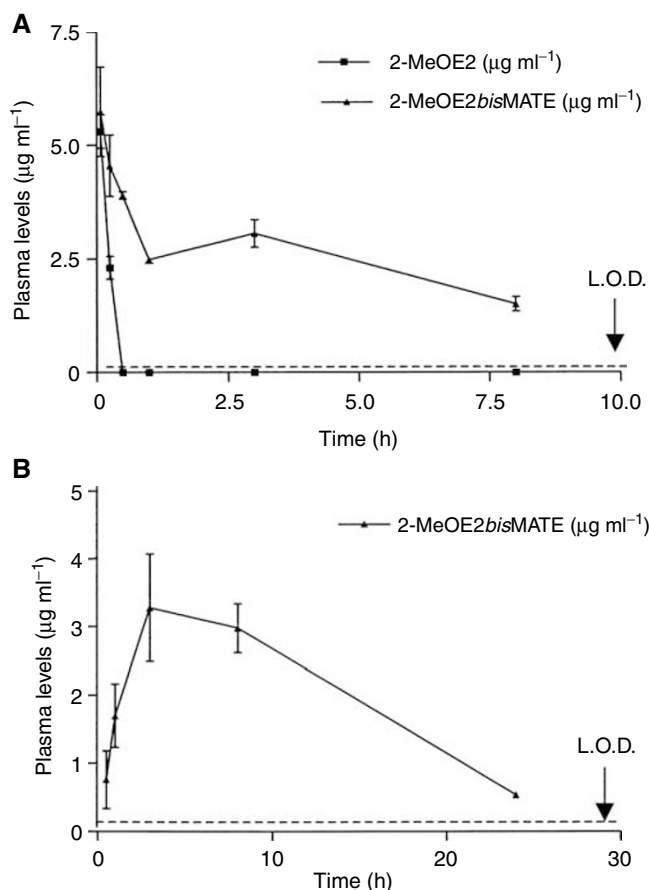 A
7.5
5.0
2.5
0
Plasma levels (μg ml⁻¹)
2-MeOE2 (μg ml⁻¹)
2-MeOE2bisMATE (μg ml⁻¹)
L.O.D.
0 2.5 5.0 7.5 10.0
Time (h)
B
5
4
3
2
1
0
Plasma levels (μg ml⁻¹)
2-MeOE2bisMATE (μg ml⁻¹)
L.O.D.
0 10 20 30
Time (h)